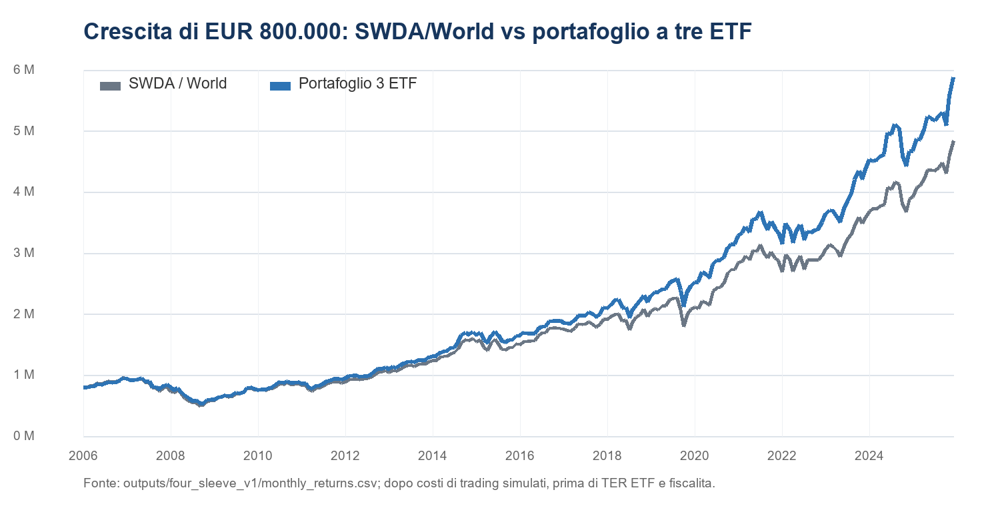 Crescita di EUR 800.000: SWDA/World vs portafoglio a tre ETF
6 M
SWDA / World
Portafoglio 3 ETF
5 M
4 M
3 M
2 M
1 M
0 M
2006 2008 2010 2012 2014 2016 2018 2020 2022 2024
Fonte: outputs/four_sleeve_v1/monthly_returns.csv; dopo costi di trading simulati, prima di TER ETF e fiscalita.